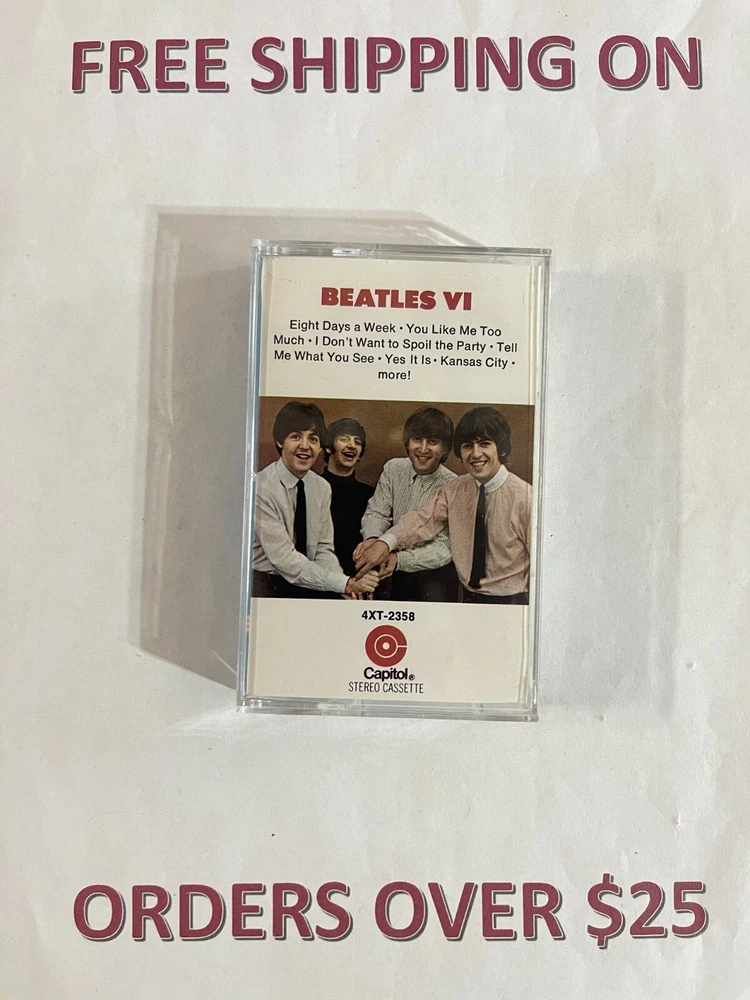 FREE SHIPPING ON
BEATLES VI
Eight Days a Week • You Like Me Too
Much • I Don't Want to Spoil the Party • Tell
Me What You See • Yes It Is • Kansas City •
more!
4XT-2358
Capitol®
STEREO CASSETTE
ORDERS OVER $25